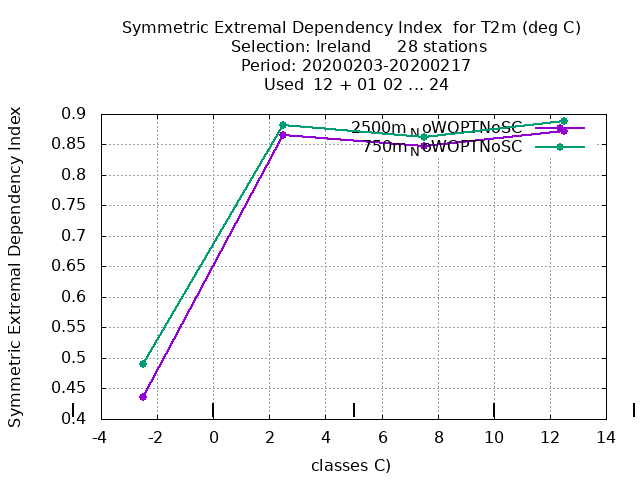 Symmetric Extremal Dependency Index  for T2m (deg C)
Selection: Ireland     28 stations
Period: 20200203-20200217
Used  12 + 01 02 ... 24
Symmetric Extremal Dependency Index
0.9
0.85
0.8
0.75
0.7
0.65
0.6
0.55
0.5
0.45
0.4
2500m_NoWOPTNoSC
750m_NoWOPTNoSC
-4 -2 0 2 4 6 8 10 12 14
classes C)